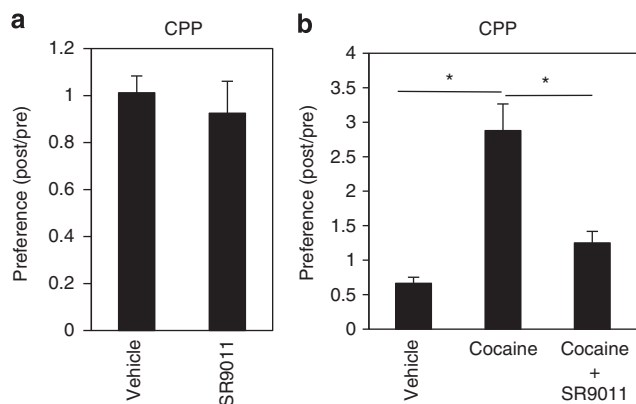 a
CPP
Preference (post/pre)
1.2
1
0.8
0.6
0.4
0.2
0
Vehicle
SR9011
b
CPP
Preference (post/pre)
4
3.5
3
2.5
2
1.5
1
0.5
0
*
*
Vehicle
Cocaine
Cocaine
+
SR9011